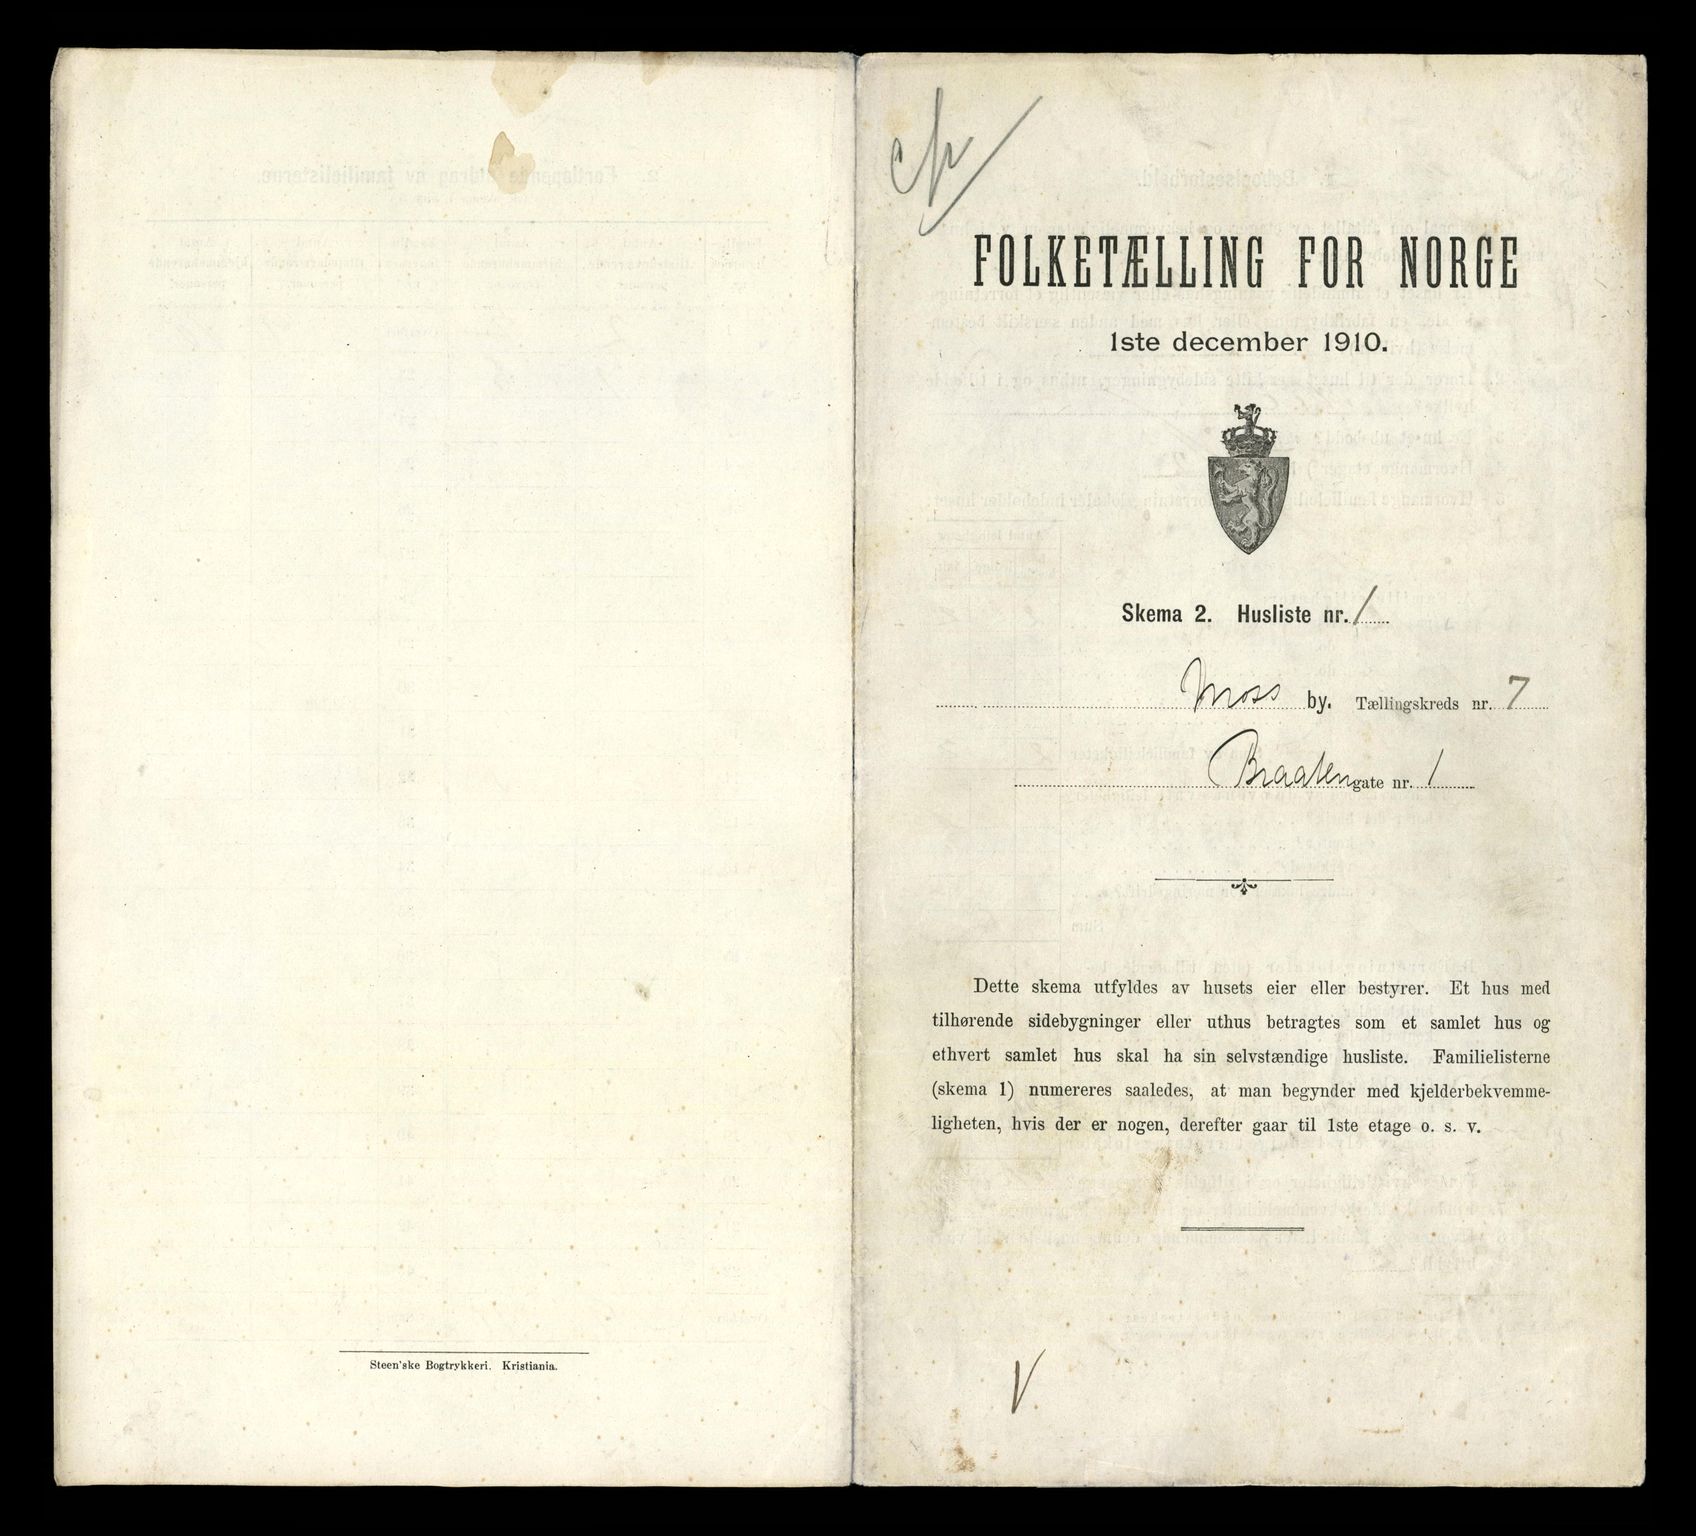 Steen'ske Bogtrykkeri. Kristiania.
FOLKETÆLLING FOR NORGE
1ste december 1910.
Skema 2. Husliste nr. 1
Moss by. Tællingskreds nr. 7
Braaten gate nr. 1
Dette skema utfyldes av husets eier eller bestyrer. Et hus med
tilhørende sidebygninger eller uthus betragtes som et samlet hus og
ethvert samlet hus skal ha sin selvstændige husliste. Familielisterne
(skema 1) numereres saaledes, at man begynder med kjelderbekvemme-
ligheten, hvis der er nogen, derefter gaar til 1ste etage o. s. v.